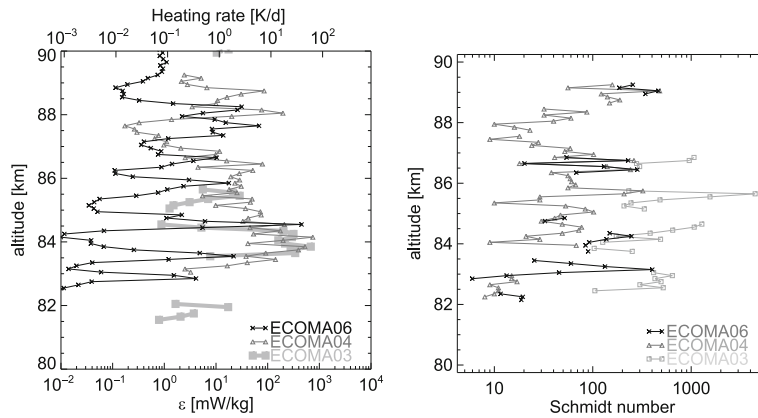 Heating rate [K/d]
10⁻³ 10⁻² 10⁻¹ 10⁰ 10¹ 10²
90
88
86
84
82
80
altitude [km]
ECOMA06
ECOMA04
ECOMA03
10⁻² 10⁻¹ 10⁰ 10¹ 10² 10³ 10⁴
ε [mW/kg]
90
88
86
84
82
80
altitude [km]
ECOMA06
ECOMA04
ECOMA03
10 100 1000
Schmidt number